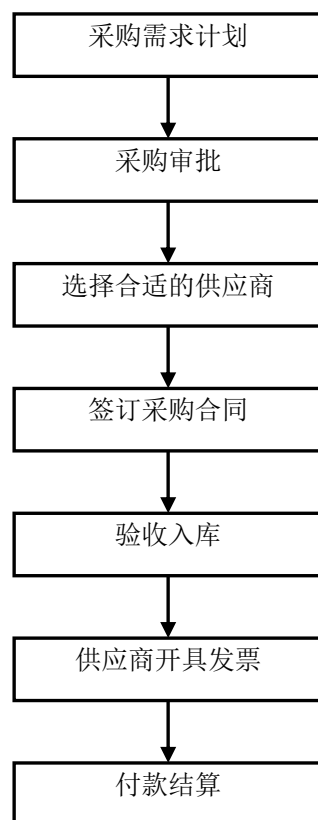 采购需求计划
采购审批
选择合适的供应商
签订采购合同
验收入库
供应商开具发票
付款结算